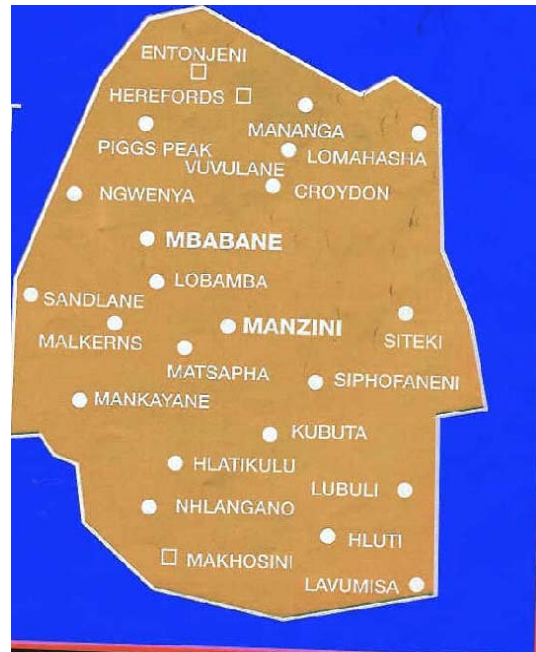 ENTONJENI
HEREFORDS
MANANGA
PIGGS PEAK
LOMAHASHA
VUVULANE
NGWENYA
CROYDON
MBABANE
LOBAMBA
SANDLANE
MANZINI
SITEKI
MALKERNS
MATSAPHA
SIPHOFANENI
MANKAYANE
KUBUTA
HLATIKULU
LUBULI
NHLANGANO
HLUTI
MAKHOSINI
LAVUMISA